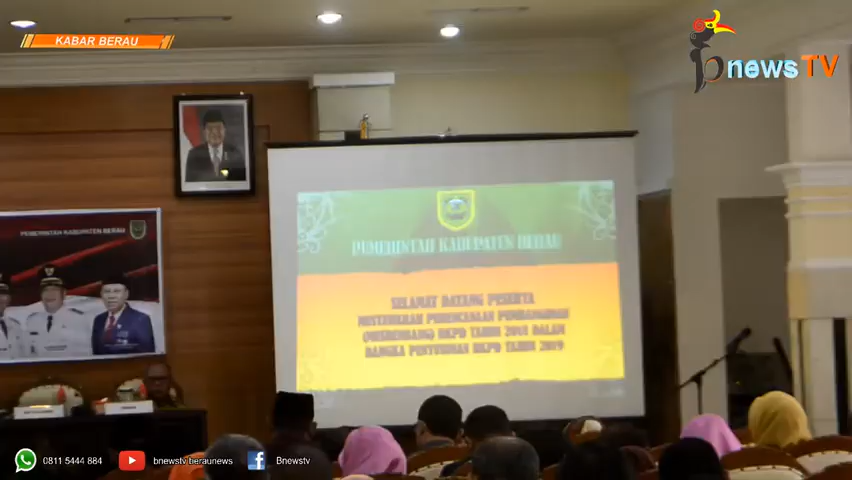 KABAR BERAU
bnewsTV
PEMERINTAH KABUPATEN BERAU
PEMERINTAH KABUPATEN BERAU
SELAMAT DATANG PESERTA
MUSYAWARAH PERENCANAAN PEMBANGUNAN
(MUSRENBANG) RKPD TAHUN 2018 DALAM
RANGKA PENYUSUNAN RKPD TAHUN 2019
0811 5444 884
bnewstv beraunews
Bnewstv